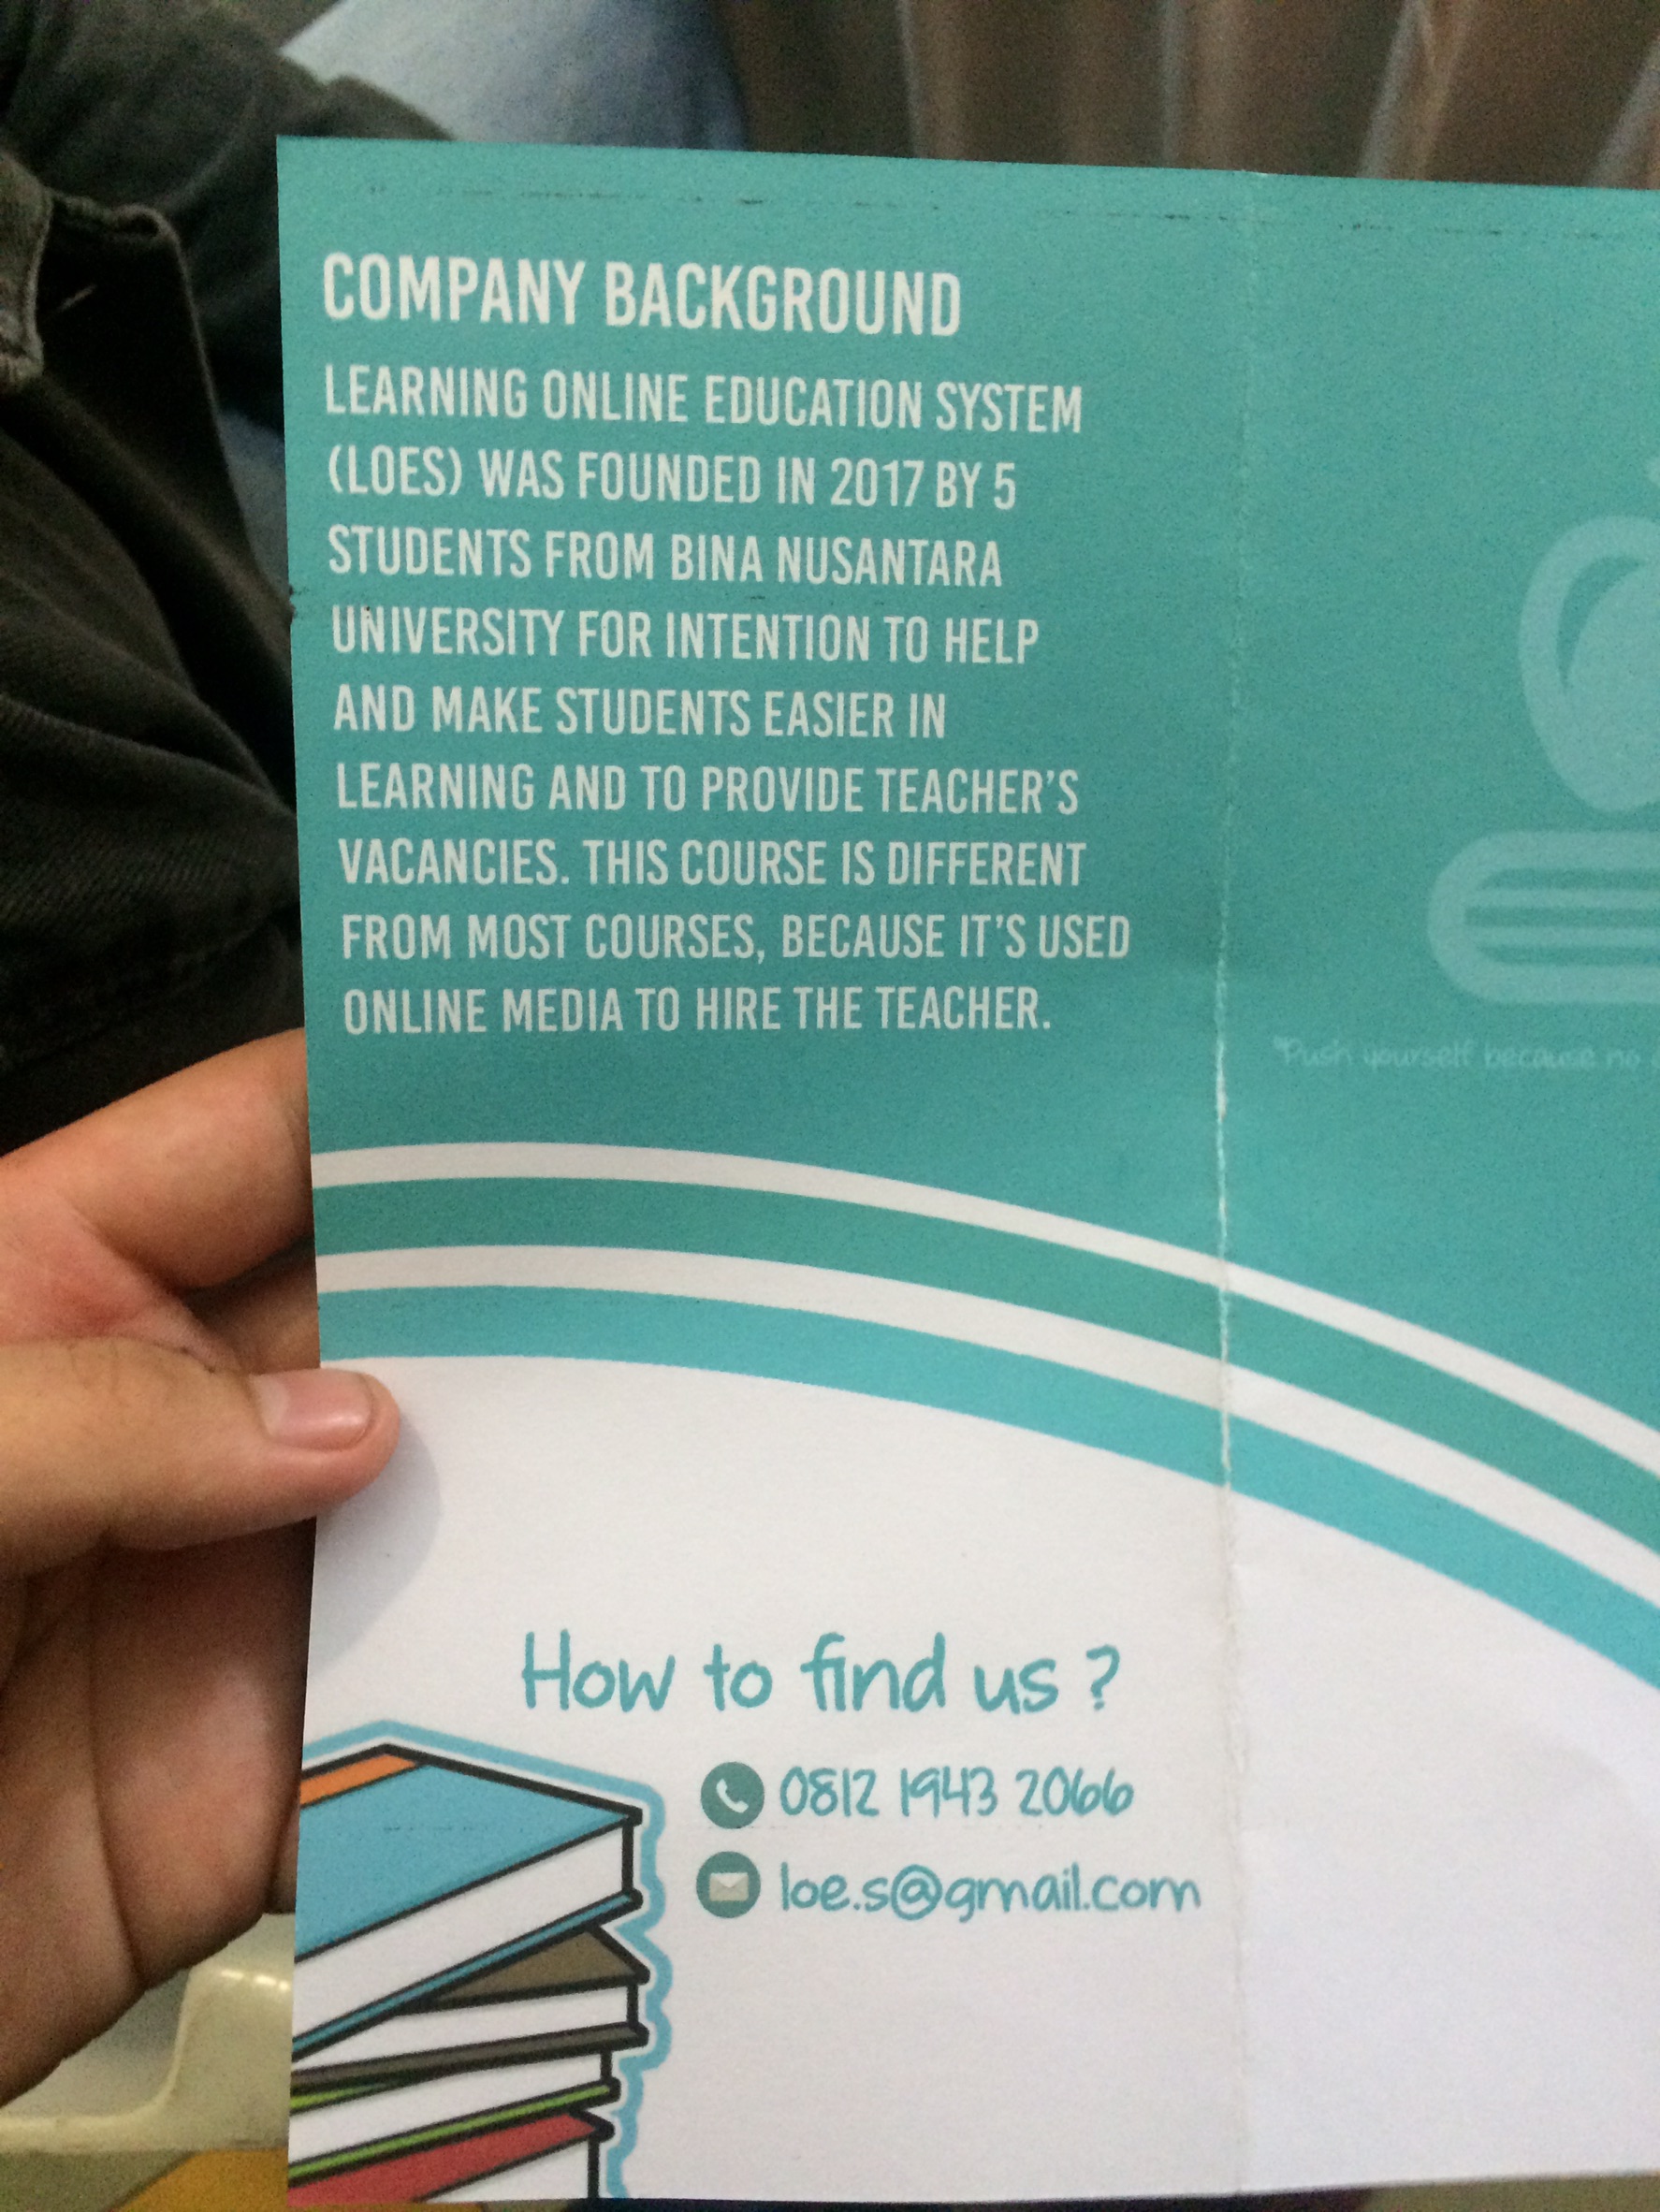 COMPANY BACKGROUND
LEARNING ONLINE EDUCATION SYSTEM
(LOES) WAS FOUNDED IN 2017 BY 5
STUDENTS FROM BINA NUSANTARA
UNIVERSITY FOR INTENTION TO HELP
AND MAKE STUDENTS EASIER IN
LEARNING AND TO PROVIDE TEACHER'S
VACANCIES. THIS COURSE IS DIFFERENT
FROM MOST COURSES, BECAUSE IT'S USED
ONLINE MEDIA TO HIRE THE TEACHER.
"Push yourself because no
How to find us ?
0812 1943 2066
loe.s@gmail.com